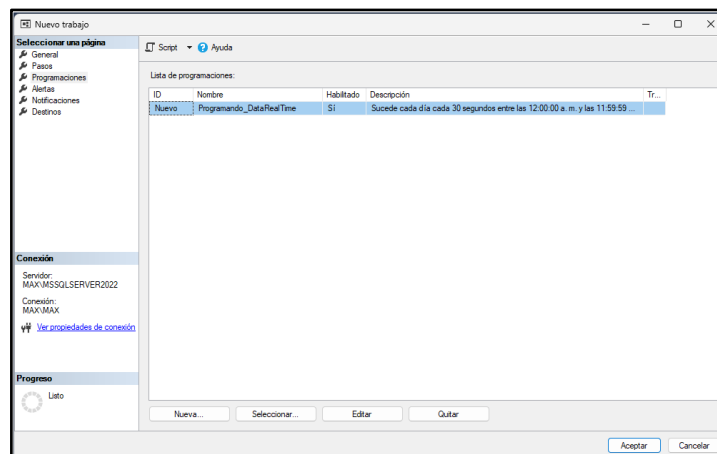 Nuevo trabajo
Seleccionar una página
General
Pasos
Programaciones
Alertas
Notificaciones
Destinos
Script
Ayuda
Lista de programaciones:
ID Nombre Habilitado Descripción Tr...
Nuevo Programando_DataRealTime Sí Sucede cada día cada 30 segundos entre las 12:00:00 a. m. y las 11:59:59 ...
Conexión
Servidor:
MAX\MSSQLSERVER2022
Conexión:
MAX\MAX
Ver propiedades de conexión
Progreso
Listo
Nueva... Seleccionar... Editar Quitar
Aceptar Cancelar